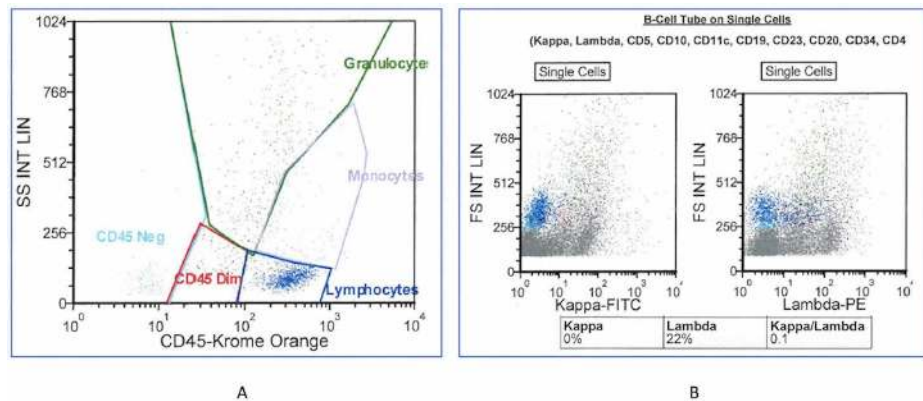 1024
768
512
256
0
SS INT LIN
Granulocytes
Monocytes
CD45 Neg
CD45 Dim
Lymphocytes
10^0 10^1 10^2 10^3 10^4
CD45-Krome Orange
A
B-Cell Tube on Single Cells
(Kappa, Lambda, CD5, CD10, CD11c, CD19, CD23, CD20, CD34, CD4
Single Cells
1024
768
512
256
0
FS INT LIN
10^0 10^1 10^2 10^3 10^4
Kappa-FITC
Single Cells
1024
768
512
256
0
FS INT LIN
10^0 10^1 10^2 10^3 10^4
Lambda-PE
Kappa Lambda Kappa/Lambda
0% 22% 0.1
B